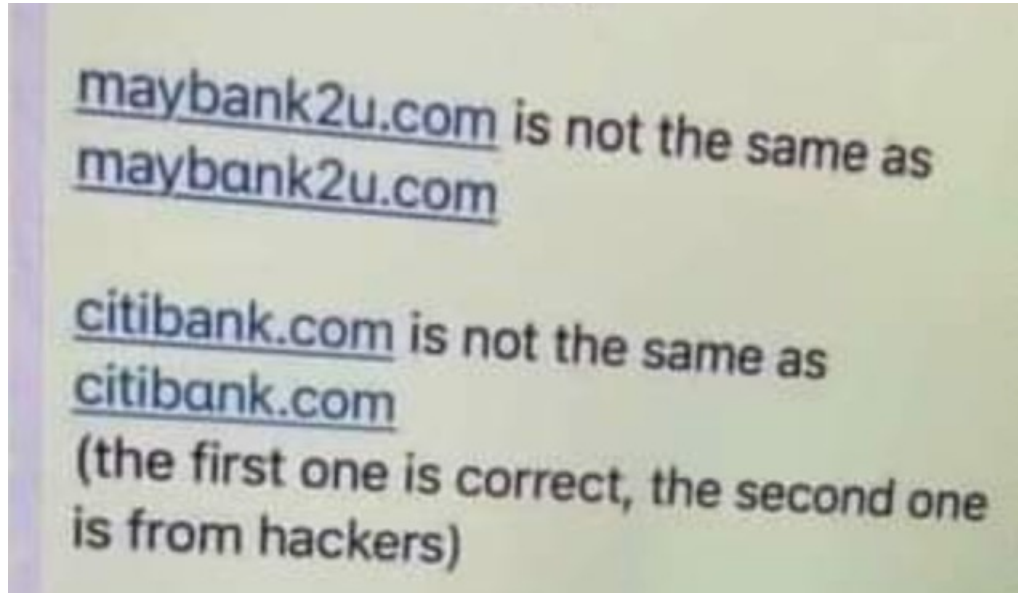 maybank2u.com is not the same as
mаybɑnk2u.com
citibank.com is not the same as
citibɑnk.com
(the first one is correct, the second one
is from hackers)